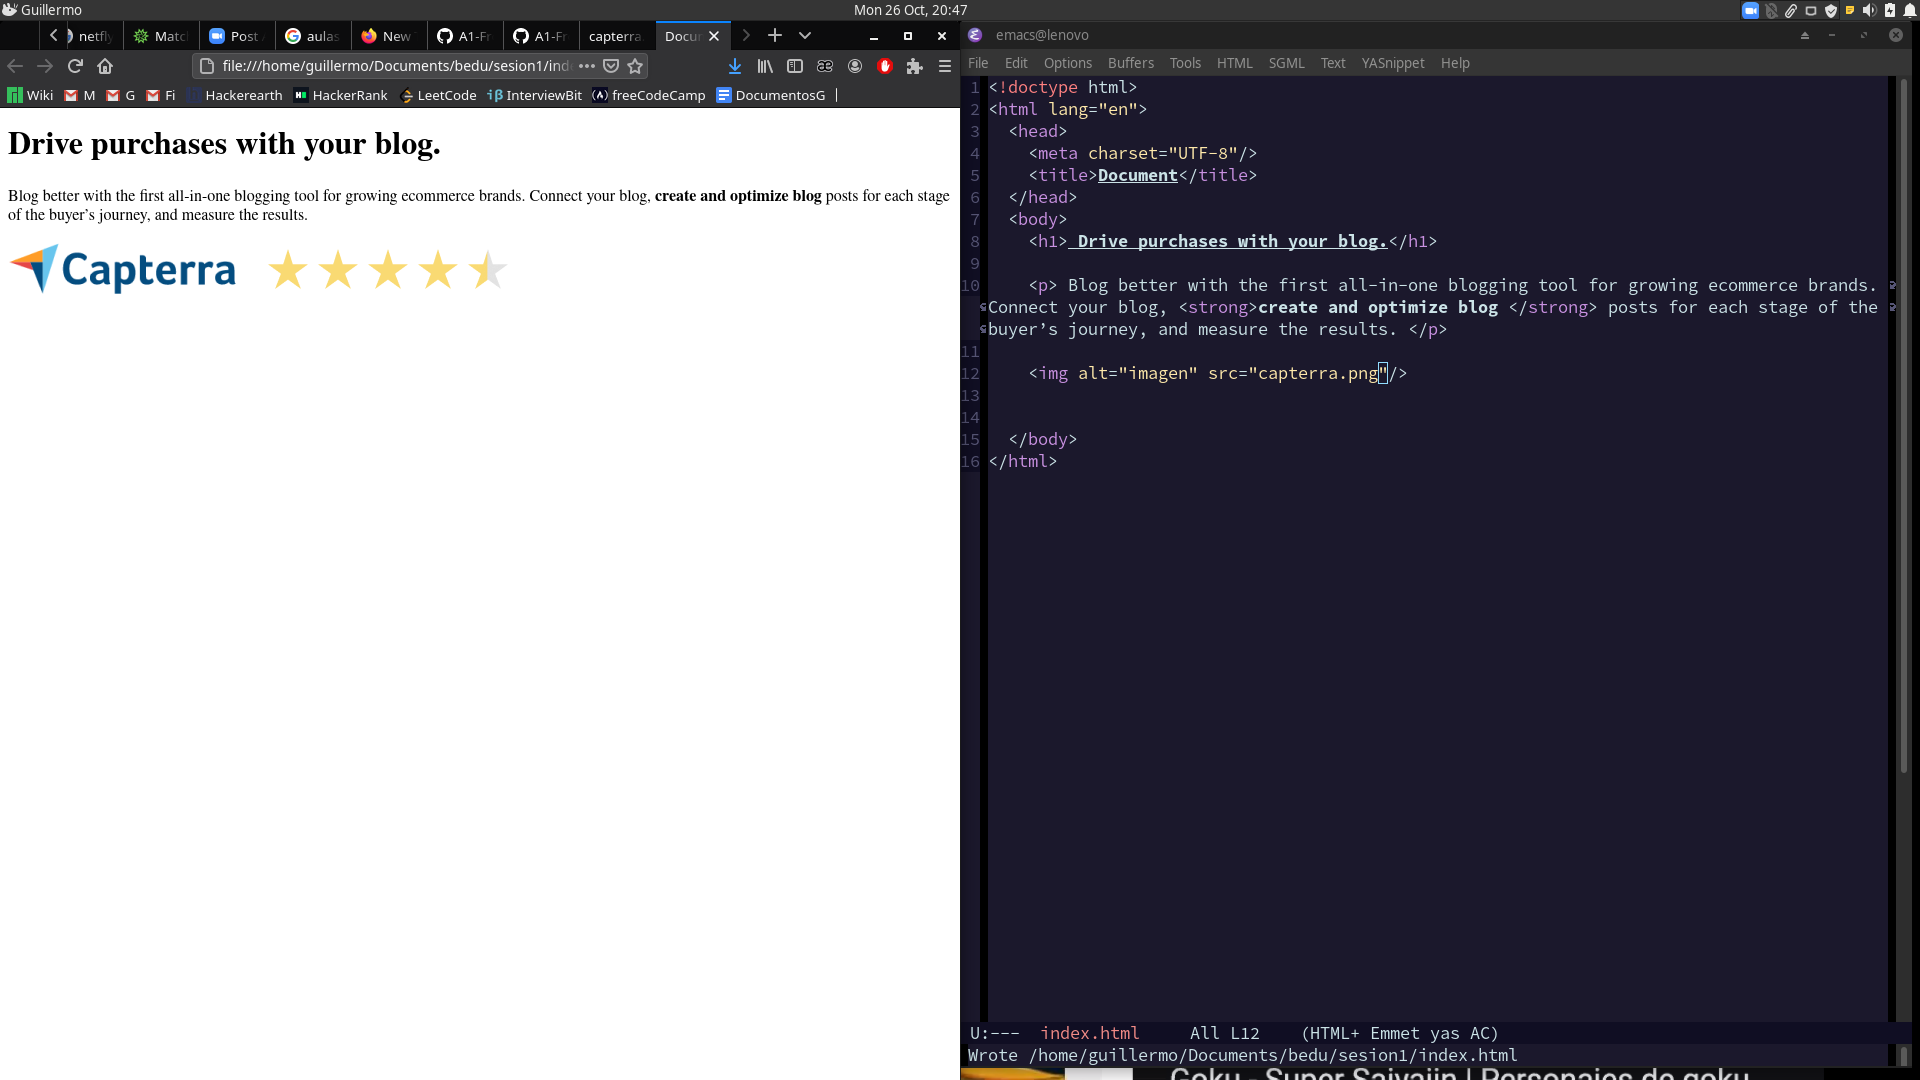 Guillermo
Mon 26 Oct, 20:47
netfly
Matc
Post
aulas
New
A1-Fr
A1-Fr
capterra
Docu
emacs@lenovo
file:///home/guillermo/Documents/bedu/sesion1/ind
File Edit Options Buffers Tools HTML SGML Text YASnippet Help
Wiki M G Fi Hackerearth HackerRank LeetCode InterviewBit freeCodeCamp DocumentosG
Drive purchases with your blog.
Blog better with the first all-in-one blogging tool for growing ecommerce brands. Connect your blog, create and optimize blog posts for each stage
of the buyer’s journey, and measure the results.
Capterra
1 <!doctype html>
2 <html lang="en">
3 <head>
4 <meta charset="UTF-8"/>
5 <title>Document</title>
6 </head>
7 <body>
8 <h1> Drive purchases with your blog.</h1>
9
10 <p> Blog better with the first all-in-one blogging tool for growing ecommerce brands.
Connect your blog, <strong>create and optimize blog </strong> posts for each stage of the
buyer’s journey, and measure the results. </p>
11
12 <img alt="imagen" src="capterra.png"/>
13
14
15 </body>
16 </html>
U:--- index.html All L12 (HTML+ Emmet yas AC)
Wrote /home/guillermo/Documents/bedu/sesion1/index.html
Goku - Super Saiyajin | Personajes de goku